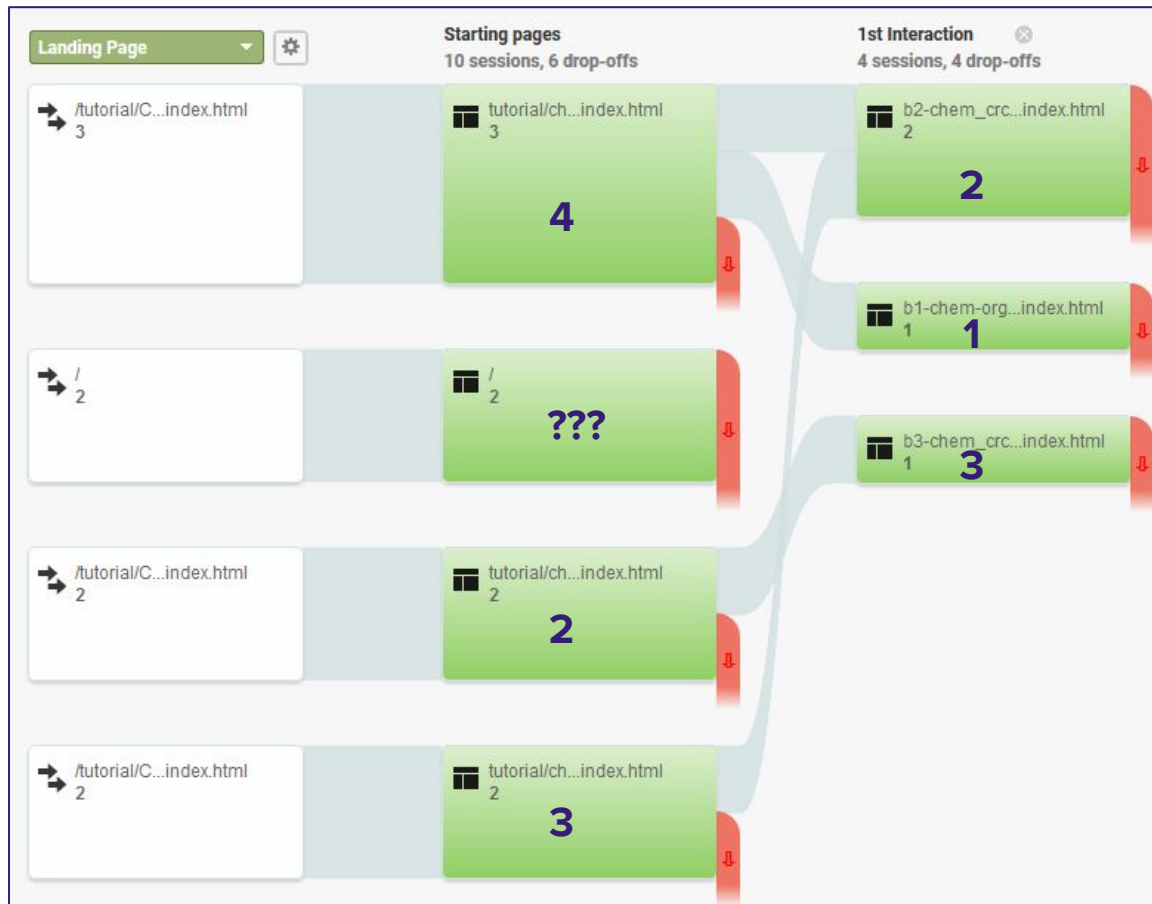 Landing Page
Starting pages
10 sessions, 6 drop-offs
1st Interaction
4 sessions, 4 drop-offs
/tutorial/C...index.html
3
tutorial/ch...index.html
3
4
b2-chem_crc...index.html
2
2
b1-chem-org...index.html
1
1
/
2
/
2
???
b3-chem_crc...index.html
1
3
/tutorial/C...index.html
2
tutorial/ch...index.html
2
2
/tutorial/C...index.html
2
tutorial/ch...index.html
2
3